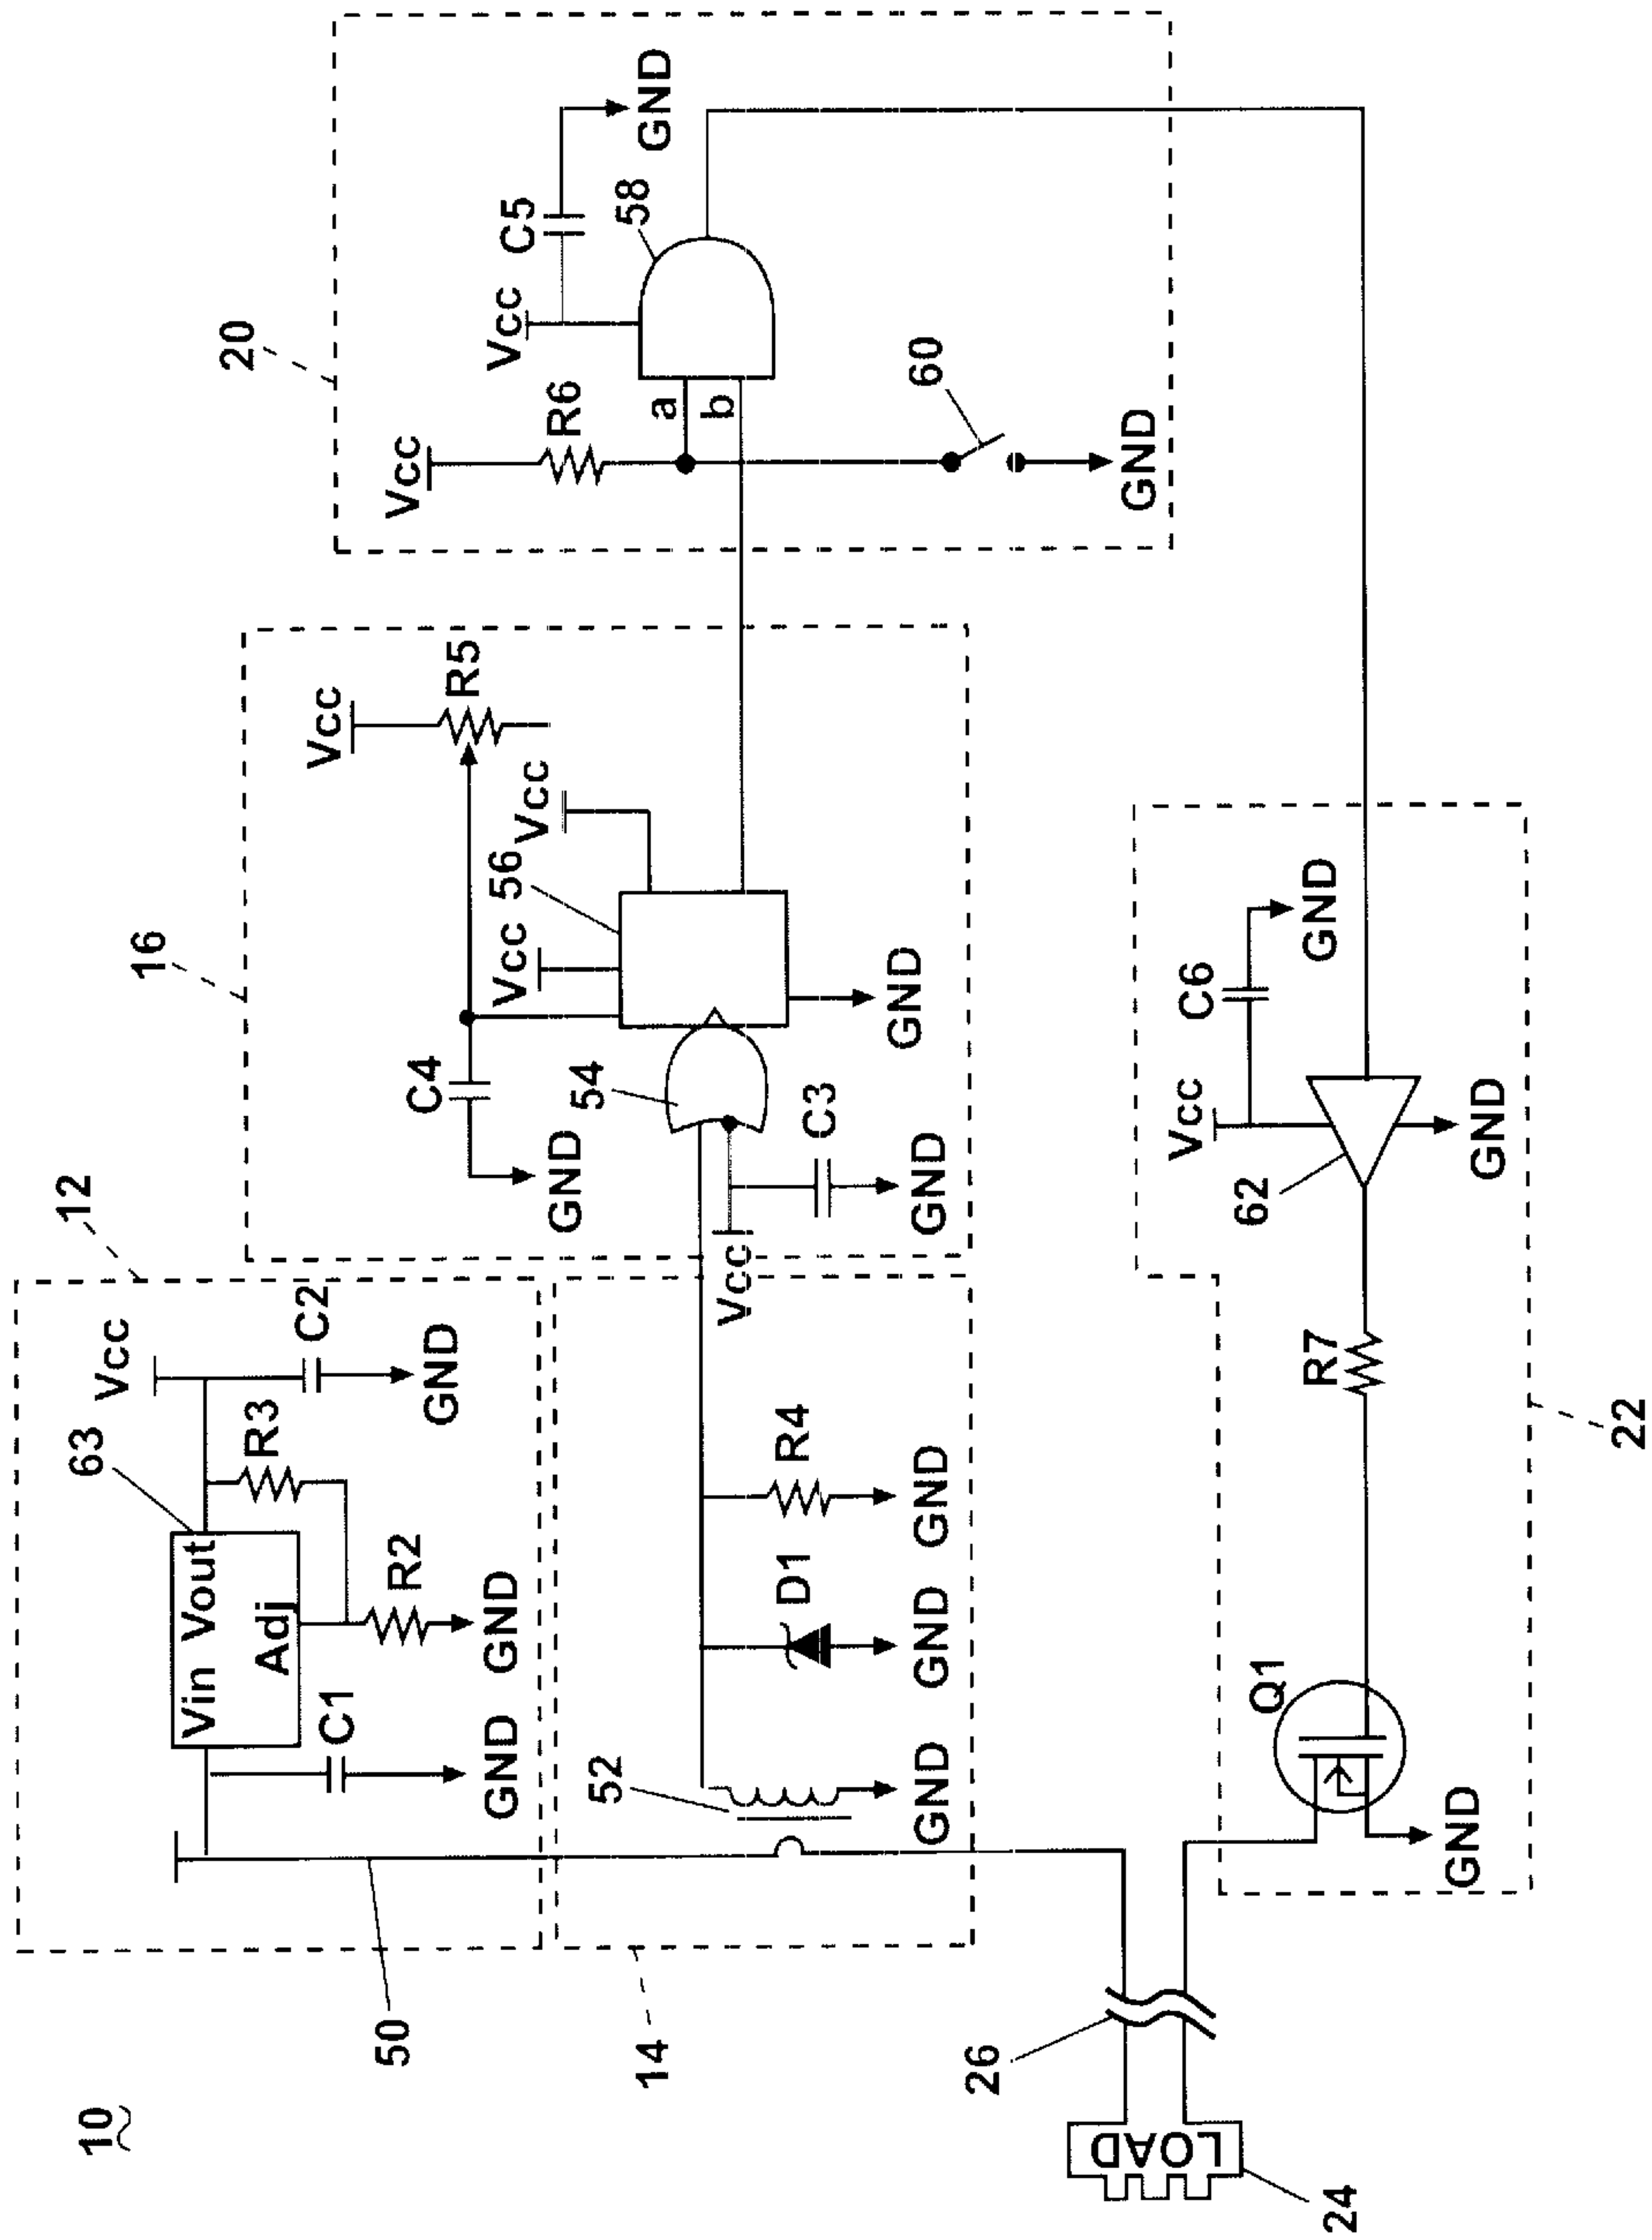 10
12
Vcc
63
Vin Vout
Adj
R3
C2
GND
R2
GND
C1
GND
50
14
52
GND
D1
GND
R4
GND
16
Vcc
R5
C4
GND
Vcc
56
Vcc
54
GND
Vcc
C3
GND
20
Vcc
R6
Vcc
C5
GND
58
a
b
60
GND
22
Vcc
C6
GND
62
GND
R7
Q1
GND
26
LOAD
24